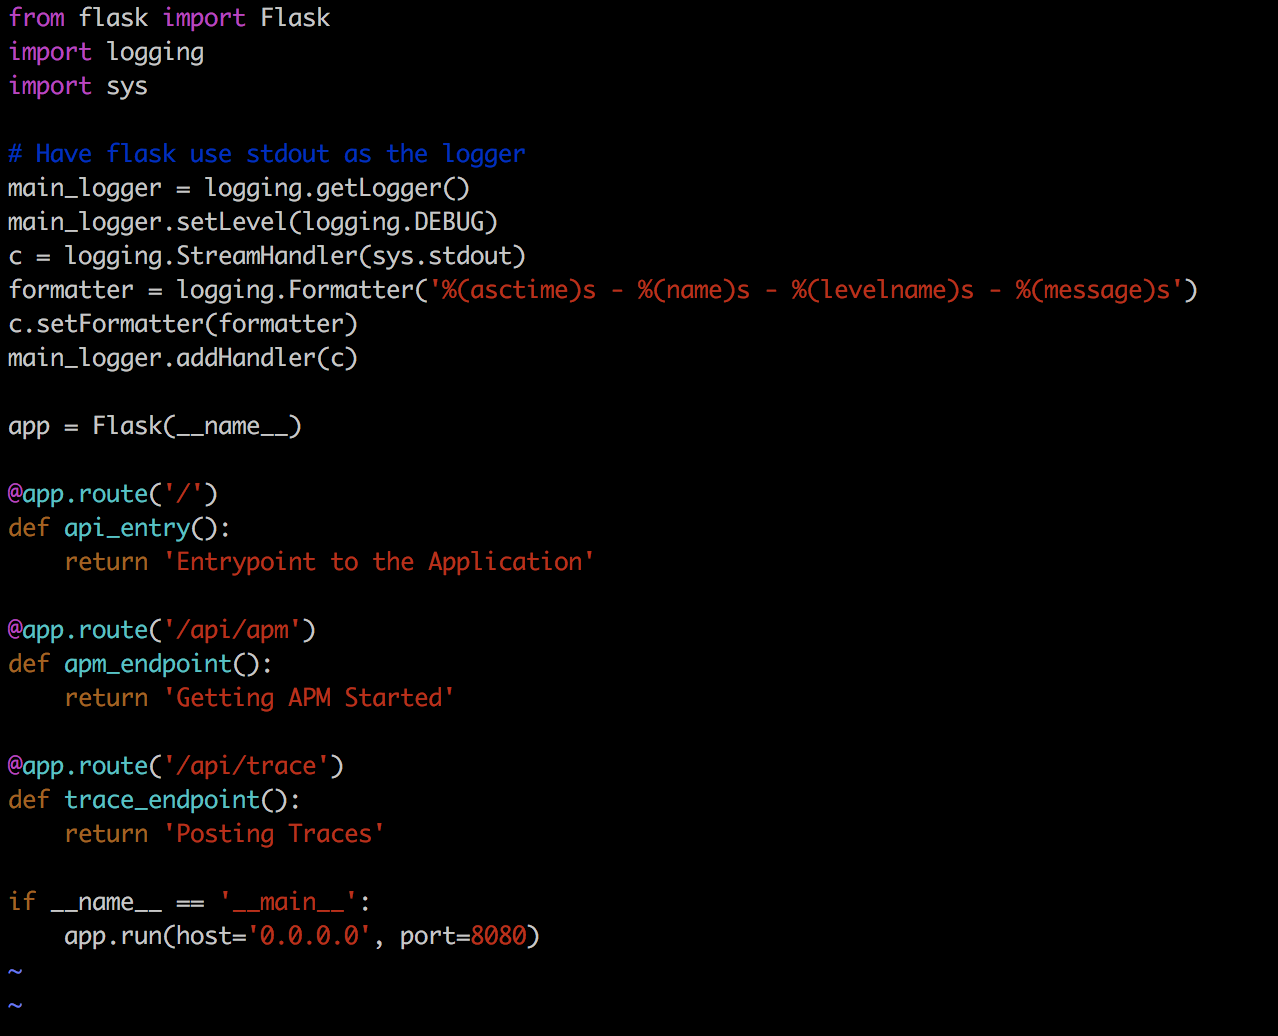 from flask import Flask
import logging
import sys

# Have flask use stdout as the logger
main_logger = logging.getLogger()
main_logger.setLevel(logging.DEBUG)
c = logging.StreamHandler(sys.stdout)
formatter = logging.Formatter('%(asctime)s - %(name)s - %(levelname)s - %(message)s')
c.setFormatter(formatter)
main_logger.addHandler(c)

app = Flask(__name__)

@app.route('/')
def api_entry():
    return 'Entrypoint to the Application'

@app.route('/api/apm')
def apm_endpoint():
    return 'Getting APM Started'

@app.route('/api/trace')
def trace_endpoint():
    return 'Posting Traces'

if __name__ == '__main__':
    app.run(host='0.0.0.0', port=8080)
~
~